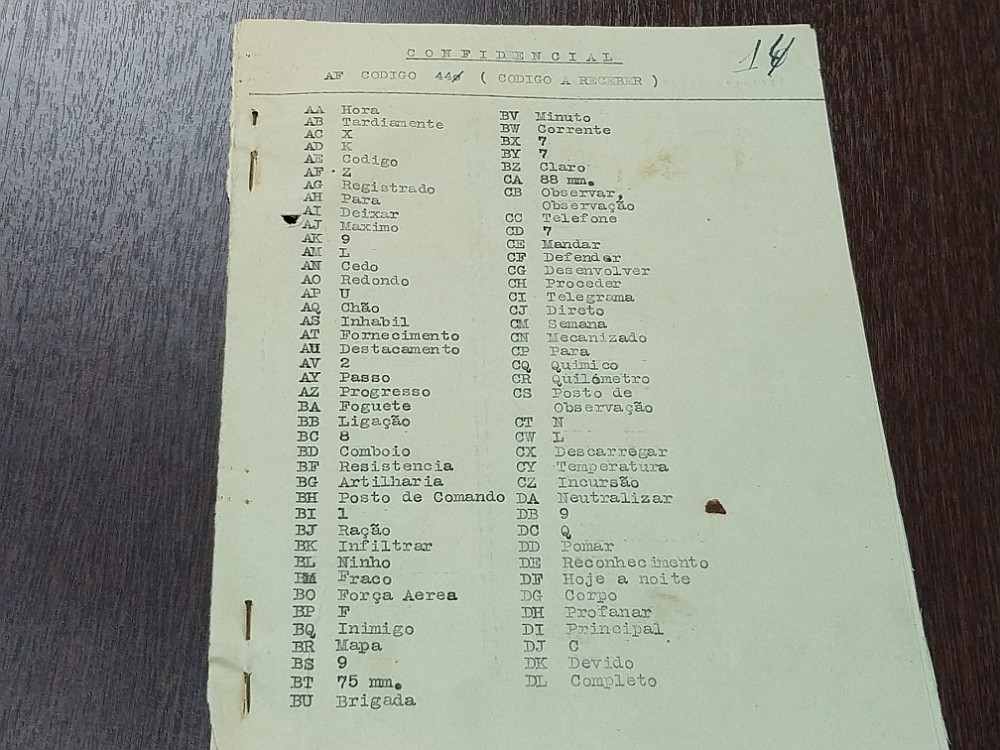 CONFIDENCIAL
14
AF CODIGO 44ø ( CODIGO A RECEBER )
AA Hora
AB Tardiamente
AC X
AD K
AE Codigo
AF Z
AG Registrado
AH Para
AI Deixar
AJ Maximo
AK 9
AM L
AN Cedo
AO Redondo
AP U
AQ Chão
AS Inhabil
AT Fornecimento
AU Destacamento
AV 2
AY Passo
AZ Progresso
BA Foguete
BB Ligação
BC 8
BD Comboio
BF Resistencia
BG Artilharia
BH Posto de Comando
BI 1
BJ Ração
BK Infiltrar
BL Ninho
BM Fraco
BO Força Aerea
BP F
BQ Inimigo
BR Mapa
BS 9
BT 75 mm.
BU Brigada
BV Minuto
BW Corrente
BX 7
BY 7
BZ Claro
CA 88 mm.
CB Observar,
Observação
CC Telefone
CD 7
CE Mandar
CF Defender
CG Desenvolver
CH Proceder
CI Telegrama
CJ Direto
CM Semana
CN Mecanizado
CP Para
CQ Quimico
CR Quilómetro
CS Posto de
Observação
CT N
CW L
CX Descarregar
CY Temperatura
CZ Incursão
DA Neutralizar
DB 9
DC Q
DD Pomar
DE Reconhecimento
DF Hoje a noite
DG Corpo
DH Profanar
DI Principal
DJ C
DK Devido
DL Completo